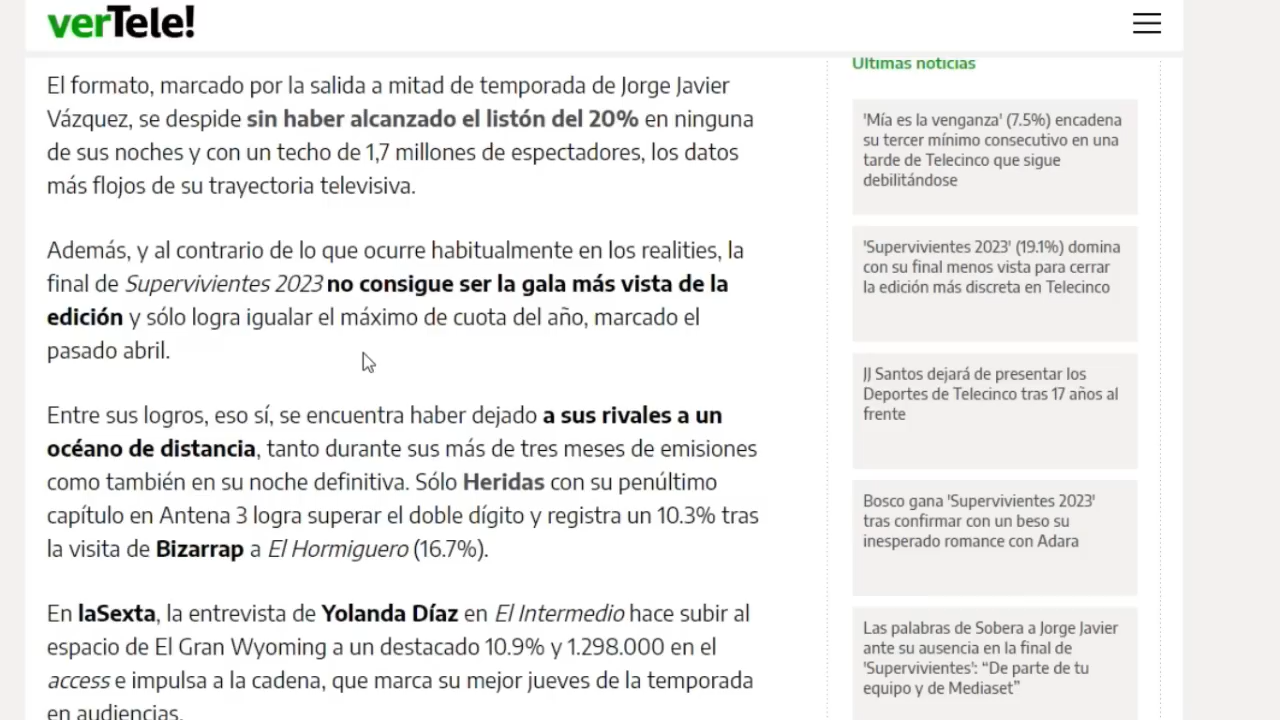 verTele!
El formato, marcado por la salida a mitad de temporada de Jorge Javier
Vázquez, se despide sin haber alcanzado el listón del 20% en ninguna
de sus noches y con un techo de 1,7 millones de espectadores, los datos
más flojos de su trayectoria televisiva.
Además, y al contrario de lo que ocurre habitualmente en los realities, la
final de Supervivientes 2023 no consigue ser la gala más vista de la
edición y sólo logra igualar el máximo de cuota del año, marcado el
pasado abril.
Entre sus logros, eso sí, se encuentra haber dejado a sus rivales a un
océano de distancia, tanto durante sus más de tres meses de emisiones
como también en su noche definitiva. Sólo Heridas con su penúltimo
capítulo en Antena 3 logra superar el doble dígito y registra un 10.3% tras
la visita de Bizarrap a El Hormiguero (16.7%).
En laSexta, la entrevista de Yolanda Díaz en El Intermedio hace subir al
espacio de El Gran Wyoming a un destacado 10.9% y 1.298.000 en el
access e impulsa a la cadena, que marca su mejor jueves de la temporada
en audiencias.
Últimas noticias
'Mía es la venganza' (7.5%) encadena
su tercer mínimo consecutivo en una
tarde de Telecinco que sigue
debilitándose
'Supervivientes 2023' (19.1%) domina
con su final menos vista para cerrar
la edición más discreta en Telecinco
JJ Santos dejará de presentar los
Deportes de Telecinco tras 17 años al
frente
Bosco gana 'Supervivientes 2023'
tras confirmar con un beso su
inesperado romance con Adara
Las palabras de Sobera a Jorge Javier
ante su ausencia en la final de
'Supervivientes': “De parte de tu
equipo y de Mediaset”